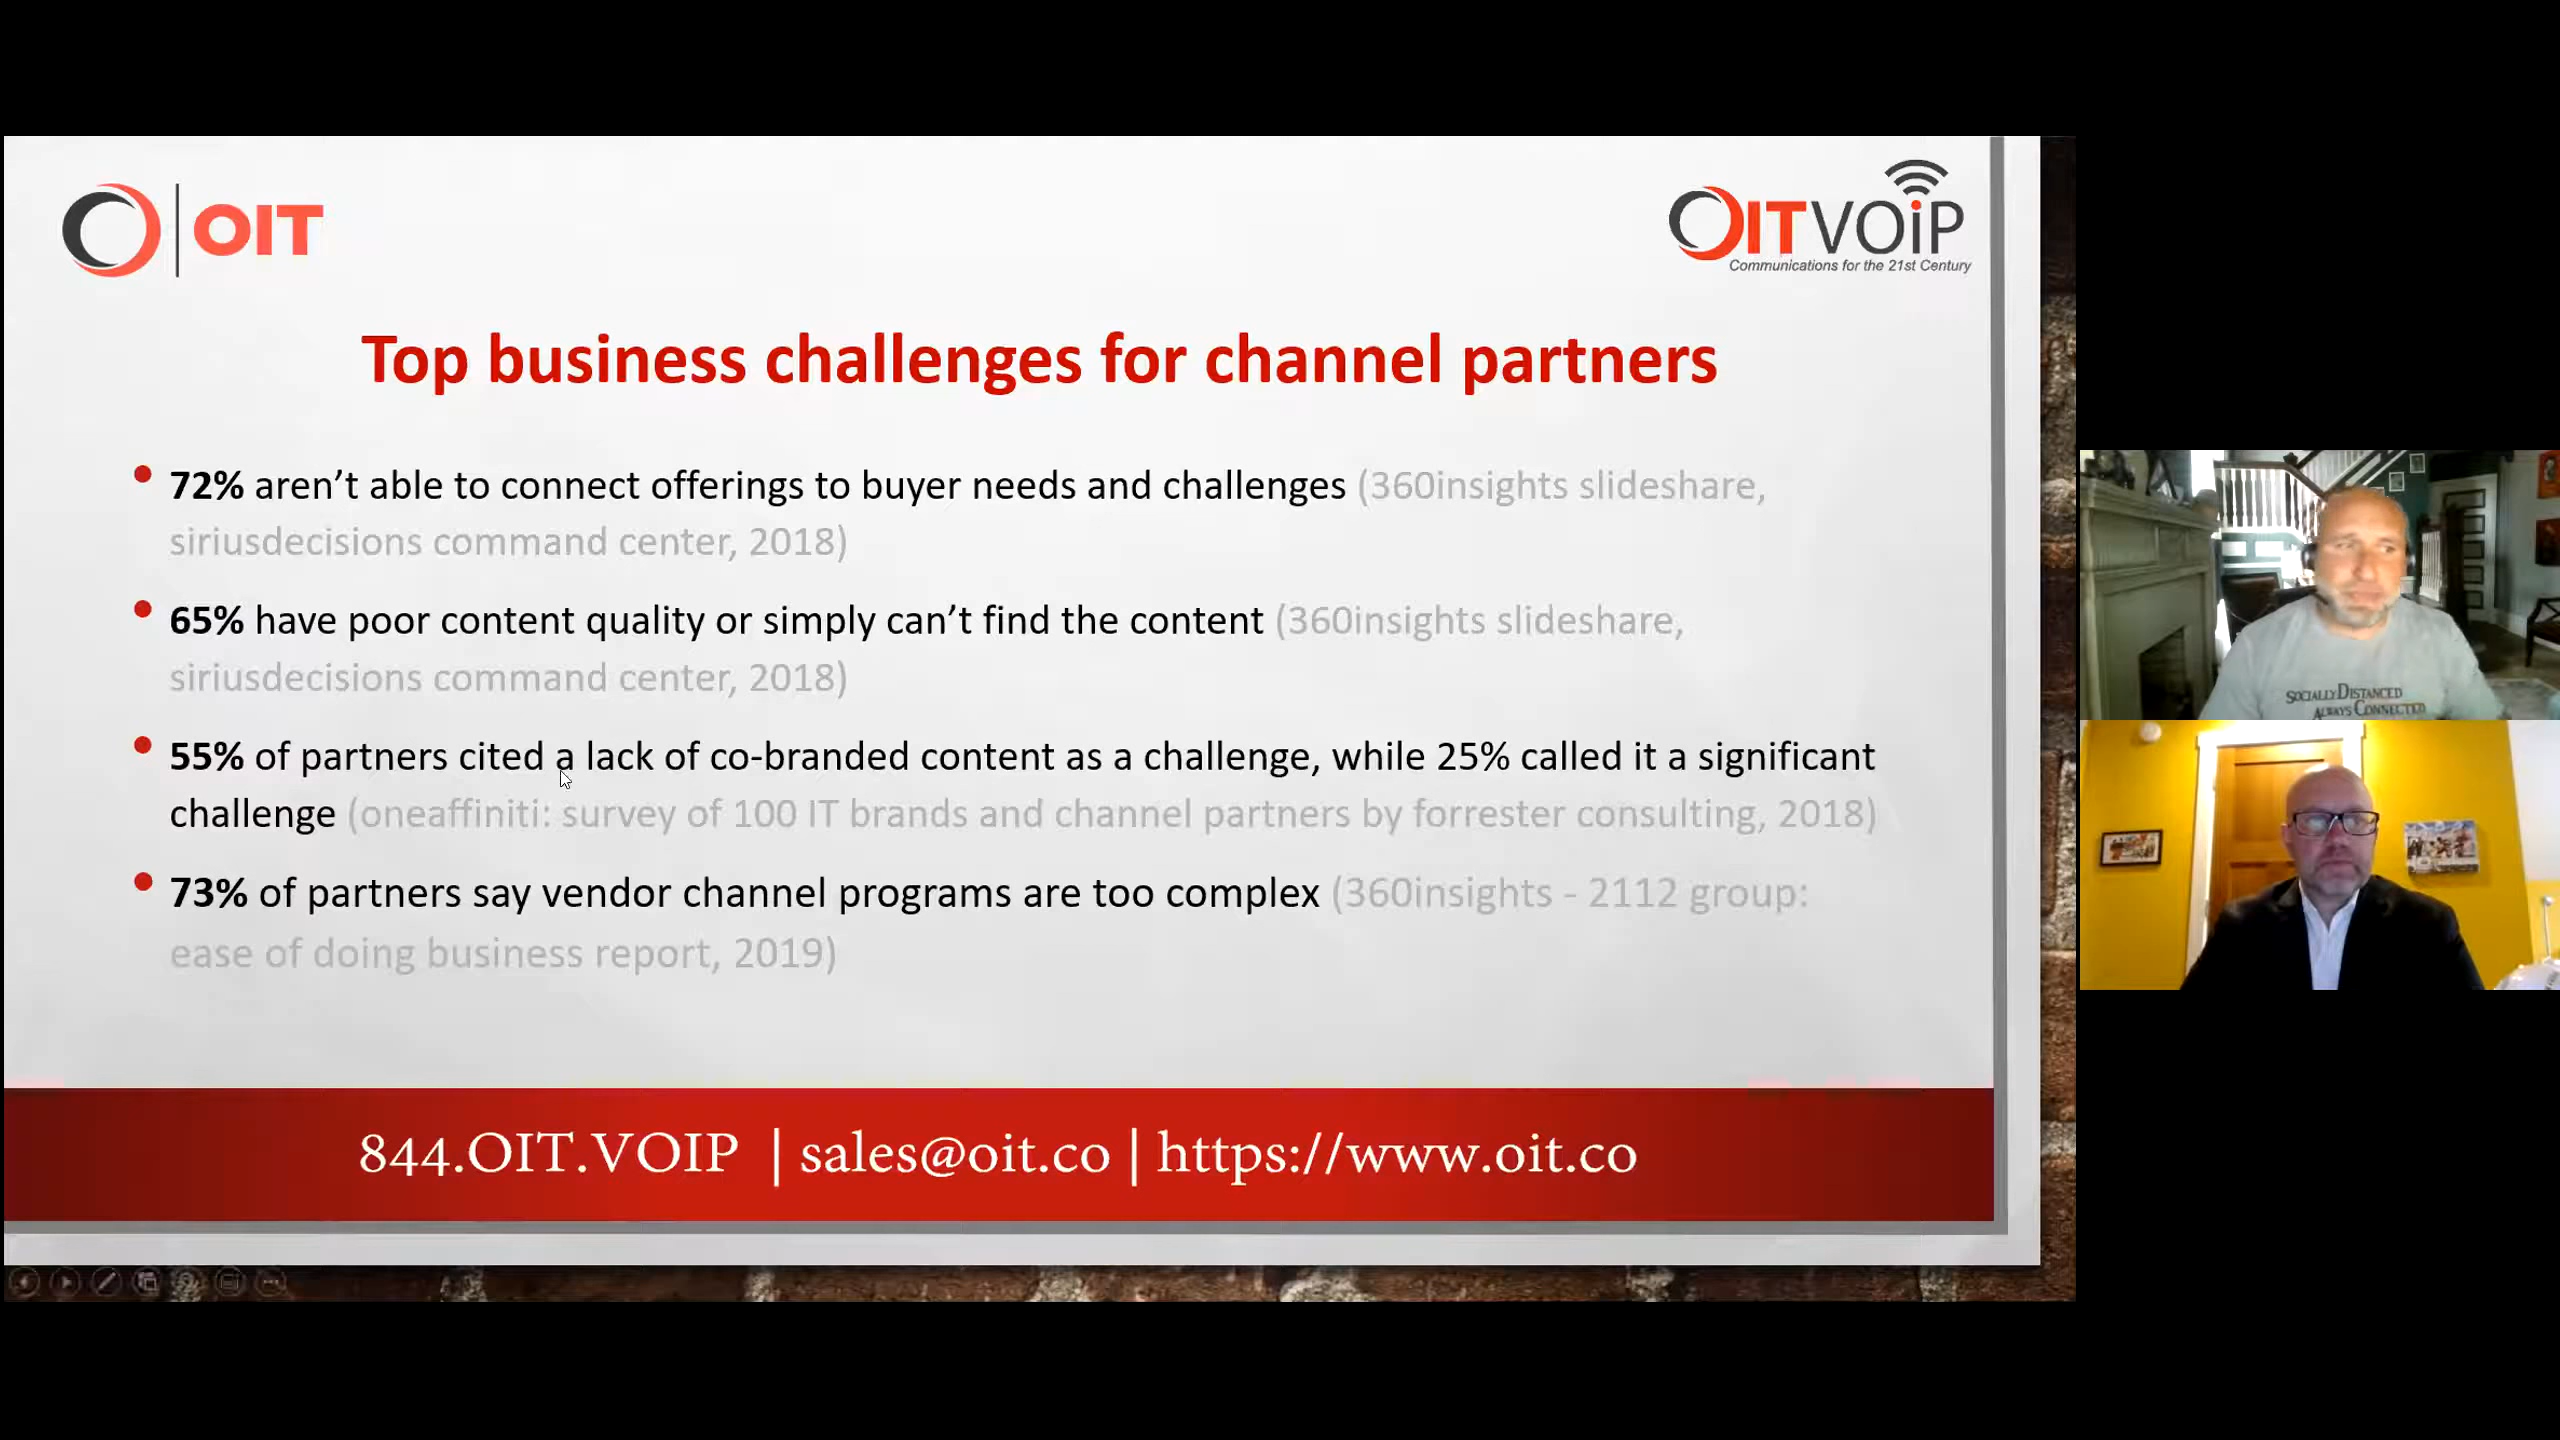 OIT
OITVOIP
Communications for the 21st Century
Top business challenges for channel partners
• 72% aren’t able to connect offerings to buyer needs and challenges (360insights slideshare,
siriusdecisions command center, 2018)
• 65% have poor content quality or simply can’t find the content (360insights slideshare,
siriusdecisions command center, 2018)
• 55% of partners cited a lack of co-branded content as a challenge, while 25% called it a significant
challenge (oneaffiniti: survey of 100 IT brands and channel partners by forrester consulting, 2018)
• 73% of partners say vendor channel programs are too complex (360insights - 2112 group:
ease of doing business report, 2019)
844.OIT.VOIP | sales@oit.co | https://www.oit.co
SOCIALLY DISTANCED
ALWAYS CONNECTED